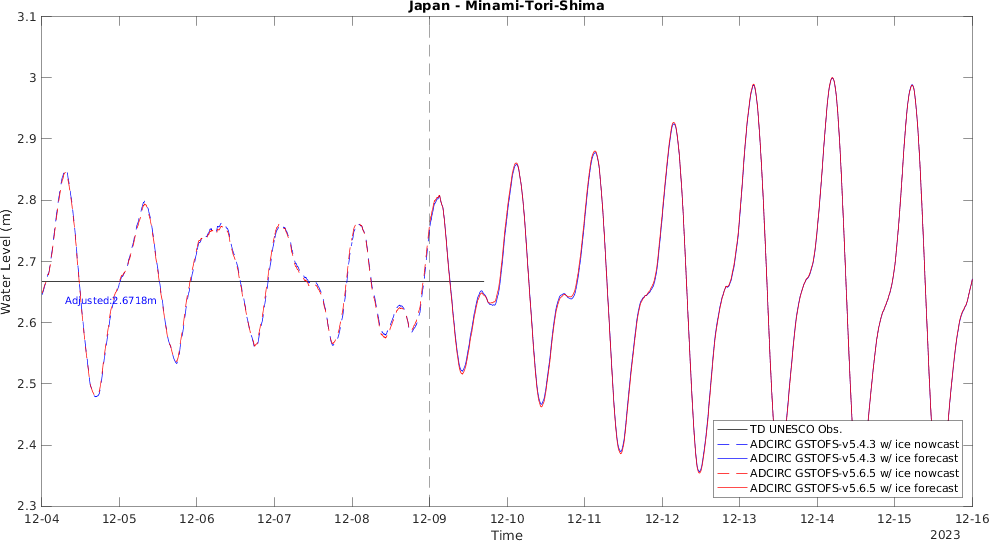 Japan - Minami-Tori-Shima
3.1
3
2.9
2.8
2.7
2.6
2.5
2.4
2.3
Water Level (m)
Adjusted:2.6718m
TD UNESCO Obs.
ADCIRC GSTOFS-v5.4.3 w/ ice nowcast
ADCIRC GSTOFS-v5.4.3 w/ ice forecast
ADCIRC GSTOFS-v5.6.5 w/ ice nowcast
ADCIRC GSTOFS-v5.6.5 w/ ice forecast
12-04 12-05 12-06 12-07 12-08 12-09 12-10 12-11 12-12 12-13 12-14 12-15 12-16
Time
2023